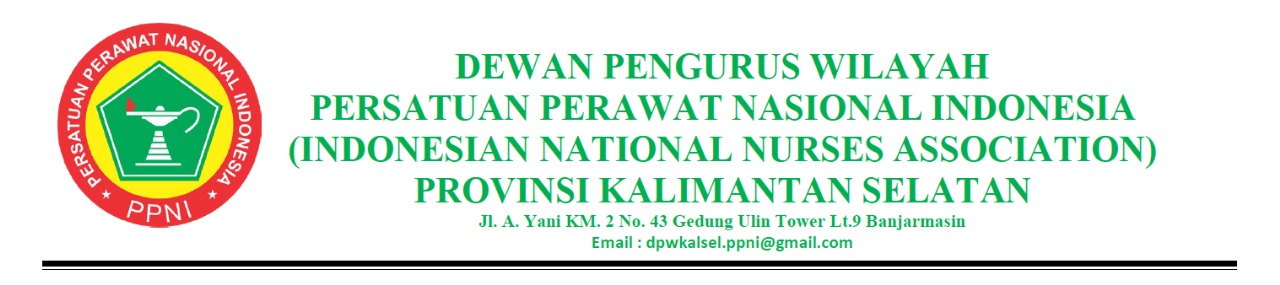 PERSATUAN PERAWAT NASIONAL INDONESIA
PPNI
DEWAN PENGURUS WILAYAH
PERSATUAN PERAWAT NASIONAL INDONESIA
(INDONESIAN NATIONAL NURSES ASSOCIATION)
PROVINSI KALIMANTAN SELATAN
Jl. A. Yani KM. 2 No. 43 Gedung Ulin Tower Lt.9 Banjarmasin
Email : dpwkalsel.ppni@gmail.com